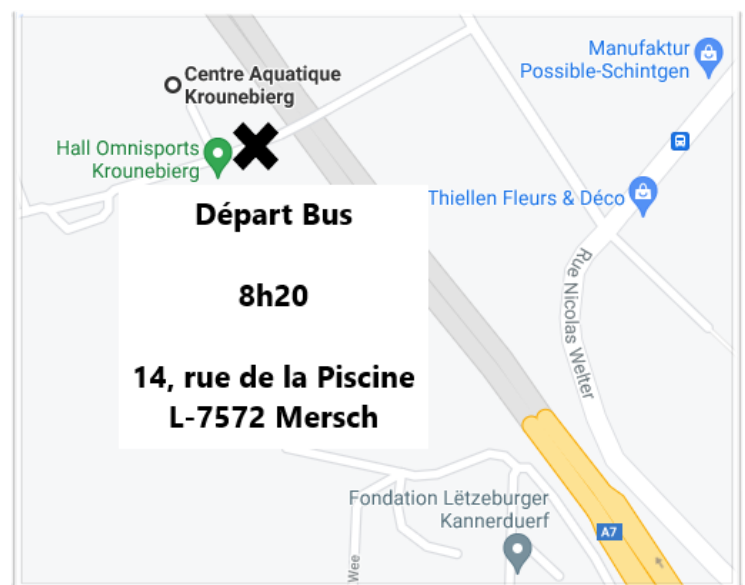 Manufaktur
Possible-Schintgen
Centre Aquatique
Krounebierg
Hall Omnisports
Krounebierg
Thiellen Fleurs & Déco
Départ Bus
8h20
14, rue de la Piscine
L-7572 Mersch
Rue Nicolas Welter
Fondation Lëtzeburger
Kannerduerf
A7
Wee